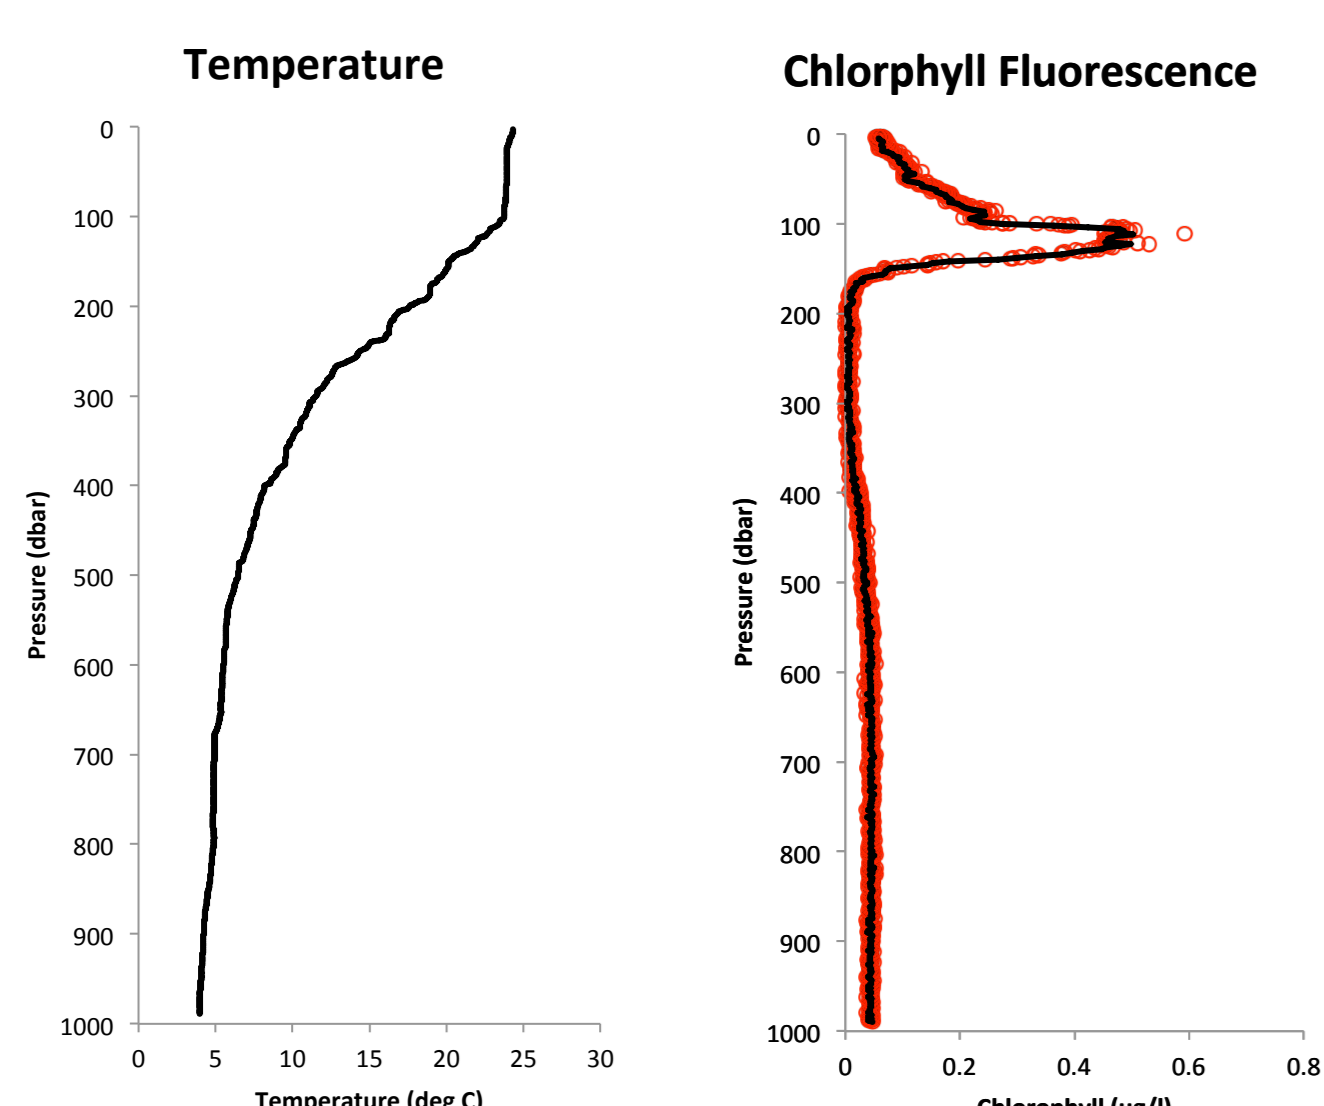 Temperature
0
100
200
300
400
500
600
700
800
900
1000
Pressure (dbar)
0 5 10 15 20 25 30
Temperature (deg C)
Chlorphyll Fluorescence
0
100
200
300
400
500
600
700
800
900
1000
Pressure (dbar)
0 0.2 0.4 0.6 0.8
Chlorophyll (ug/l)